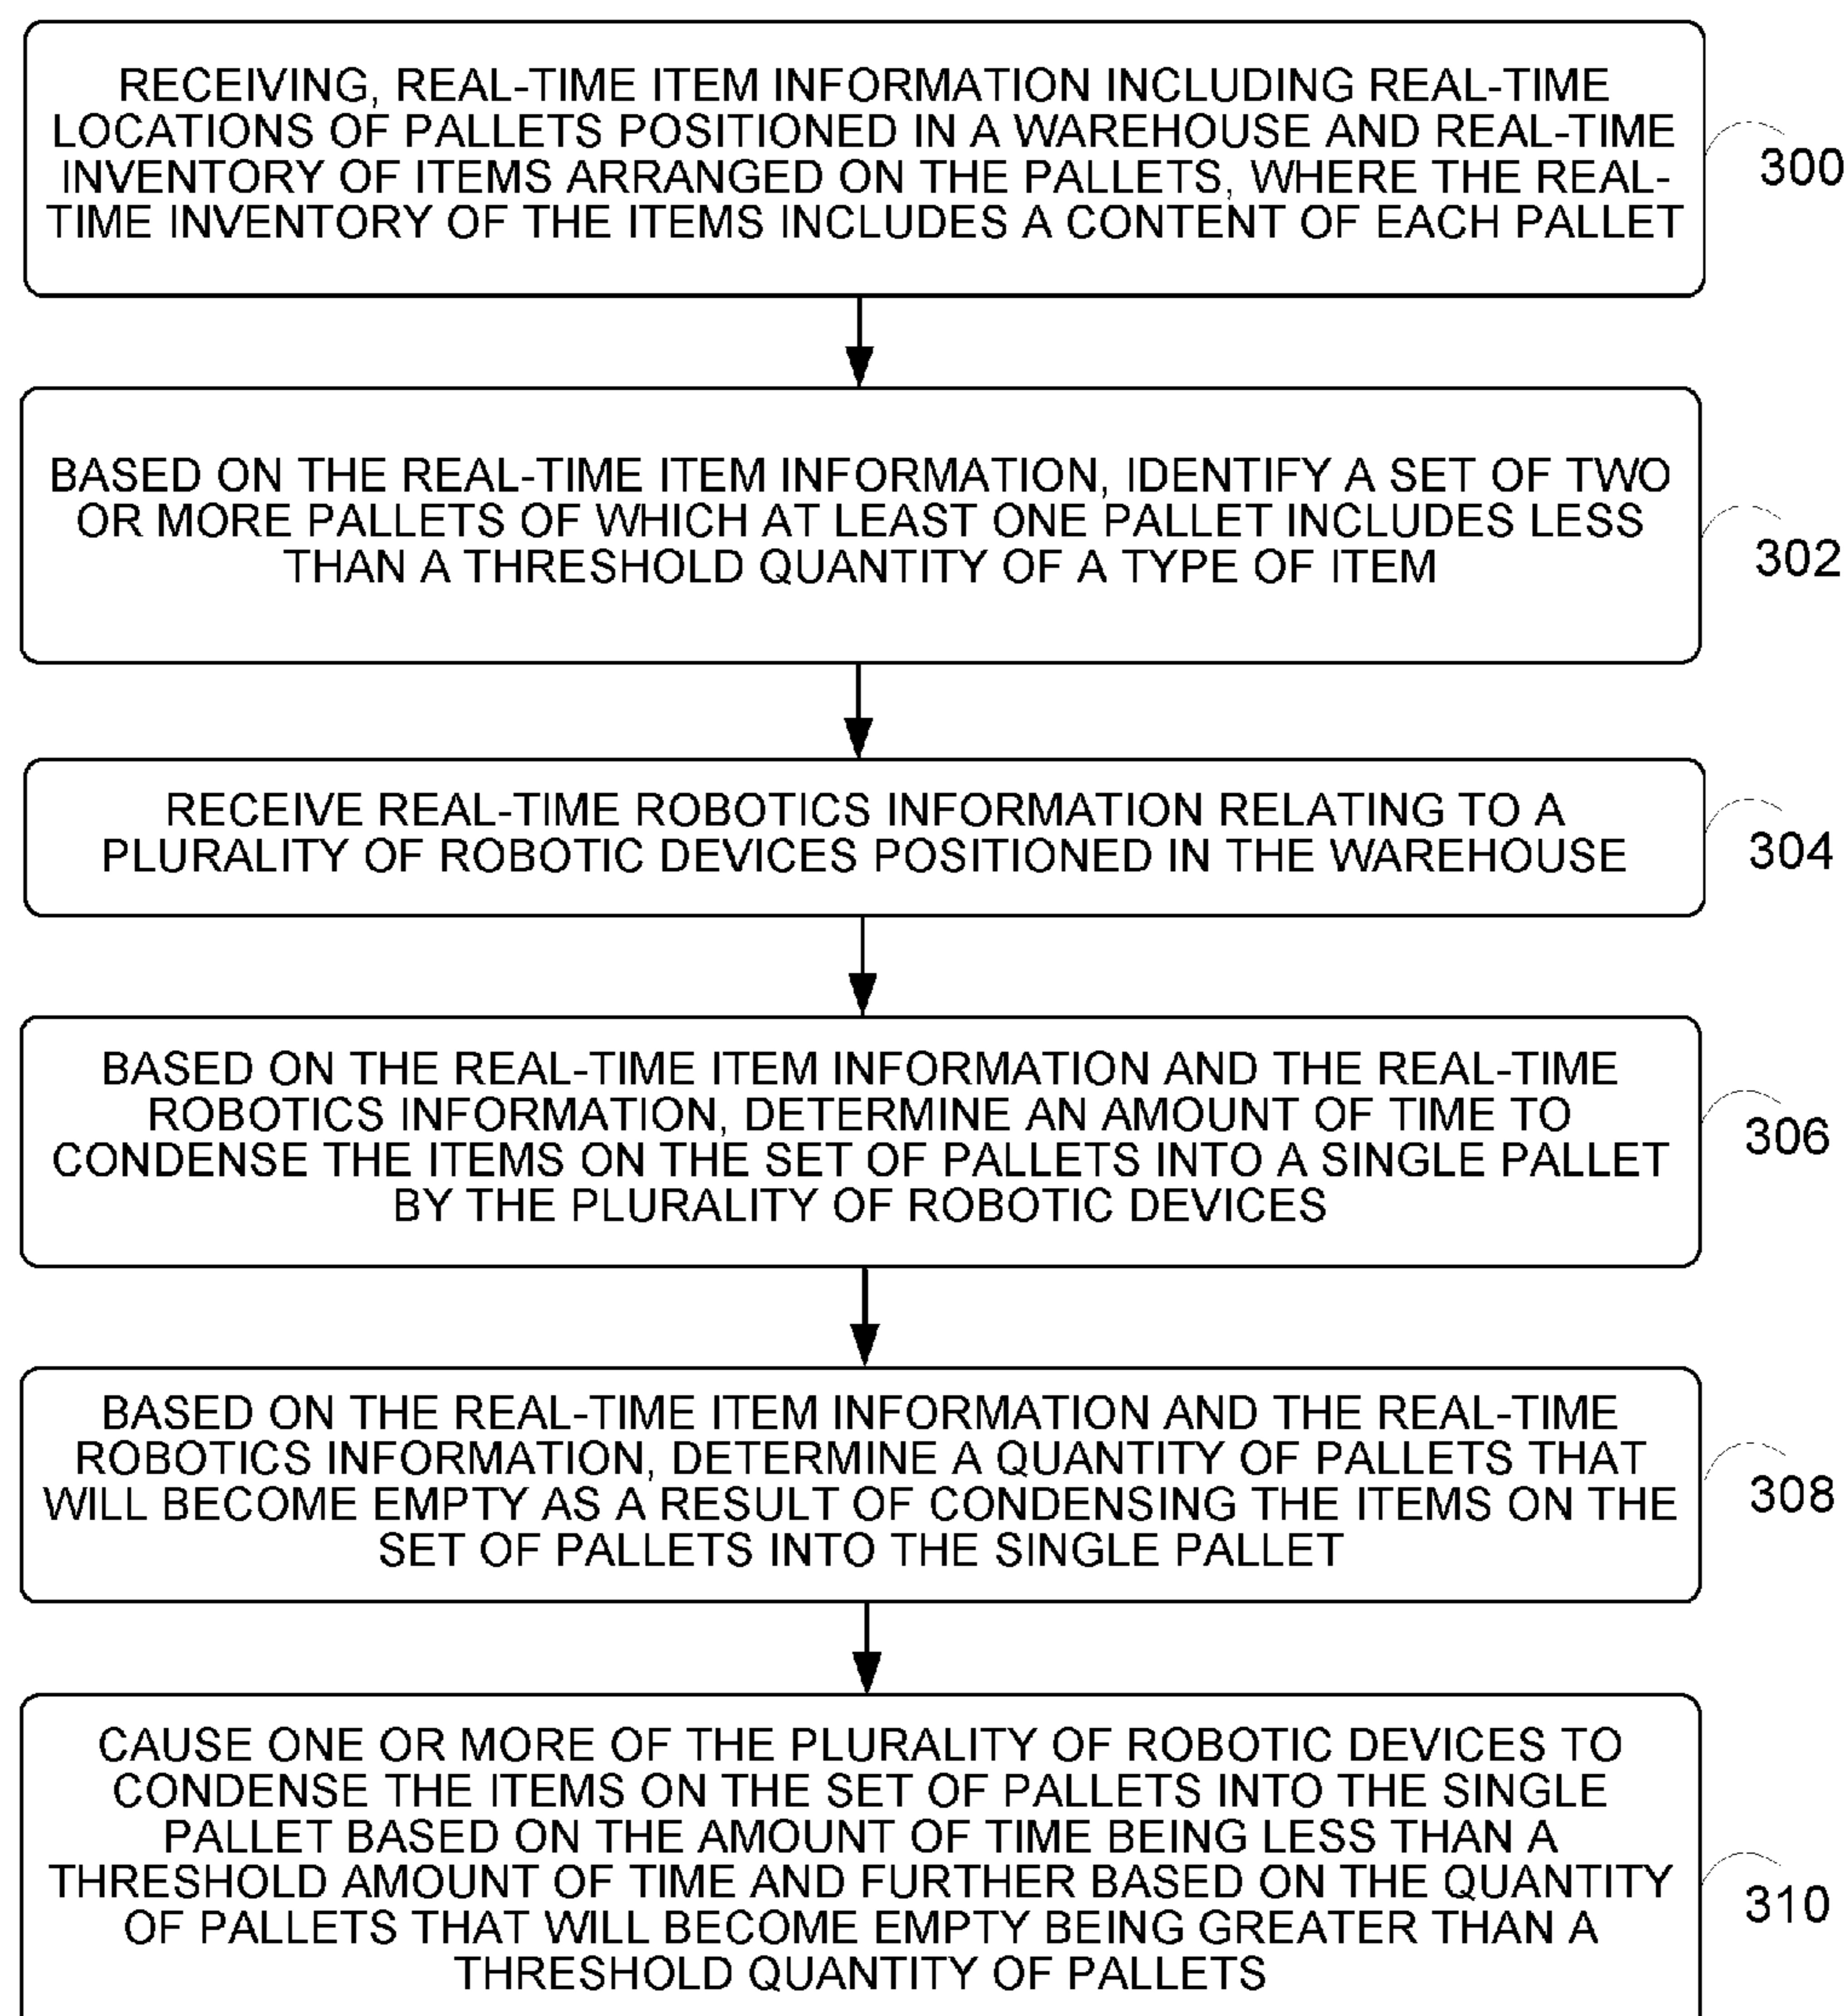 RECEIVING, REAL-TIME ITEM INFORMATION INCLUDING REAL-TIME
LOCATIONS OF PALLETS POSITIONED IN A WAREHOUSE AND REAL-TIME
INVENTORY OF ITEMS ARRANGED ON THE PALLETS, WHERE THE REAL-
TIME INVENTORY OF THE ITEMS INCLUDES A CONTENT OF EACH PALLET
300
BASED ON THE REAL-TIME ITEM INFORMATION, IDENTIFY A SET OF TWO
OR MORE PALLETS OF WHICH AT LEAST ONE PALLET INCLUDES LESS
THAN A THRESHOLD QUANTITY OF A TYPE OF ITEM
302
RECEIVE REAL-TIME ROBOTICS INFORMATION RELATING TO A
PLURALITY OF ROBOTIC DEVICES POSITIONED IN THE WAREHOUSE
304
BASED ON THE REAL-TIME ITEM INFORMATION AND THE REAL-TIME
ROBOTICS INFORMATION, DETERMINE AN AMOUNT OF TIME TO
CONDENSE THE ITEMS ON THE SET OF PALLETS INTO A SINGLE PALLET
BY THE PLURALITY OF ROBOTIC DEVICES
306
BASED ON THE REAL-TIME ITEM INFORMATION AND THE REAL-TIME
ROBOTICS INFORMATION, DETERMINE A QUANTITY OF PALLETS THAT
WILL BECOME EMPTY AS A RESULT OF CONDENSING THE ITEMS ON THE
SET OF PALLETS INTO THE SINGLE PALLET
308
CAUSE ONE OR MORE OF THE PLURALITY OF ROBOTIC DEVICES TO
CONDENSE THE ITEMS ON THE SET OF PALLETS INTO THE SINGLE
PALLET BASED ON THE AMOUNT OF TIME BEING LESS THAN A
THRESHOLD AMOUNT OF TIME AND FURTHER BASED ON THE QUANTITY
OF PALLETS THAT WILL BECOME EMPTY BEING GREATER THAN A
THRESHOLD QUANTITY OF PALLETS
310